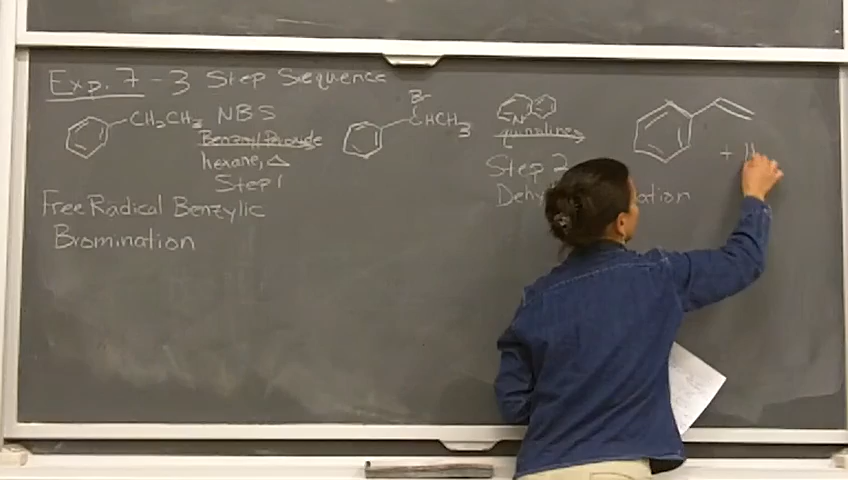 Exp. 7 - 3 Step Sequence
CH2CH3 NBS
Benzoyl Peroxide
hexane, △
Step 1
Br
CHCH3
N
quinoline
Step 2
Free Radical Benzylic
Bromination
+ H